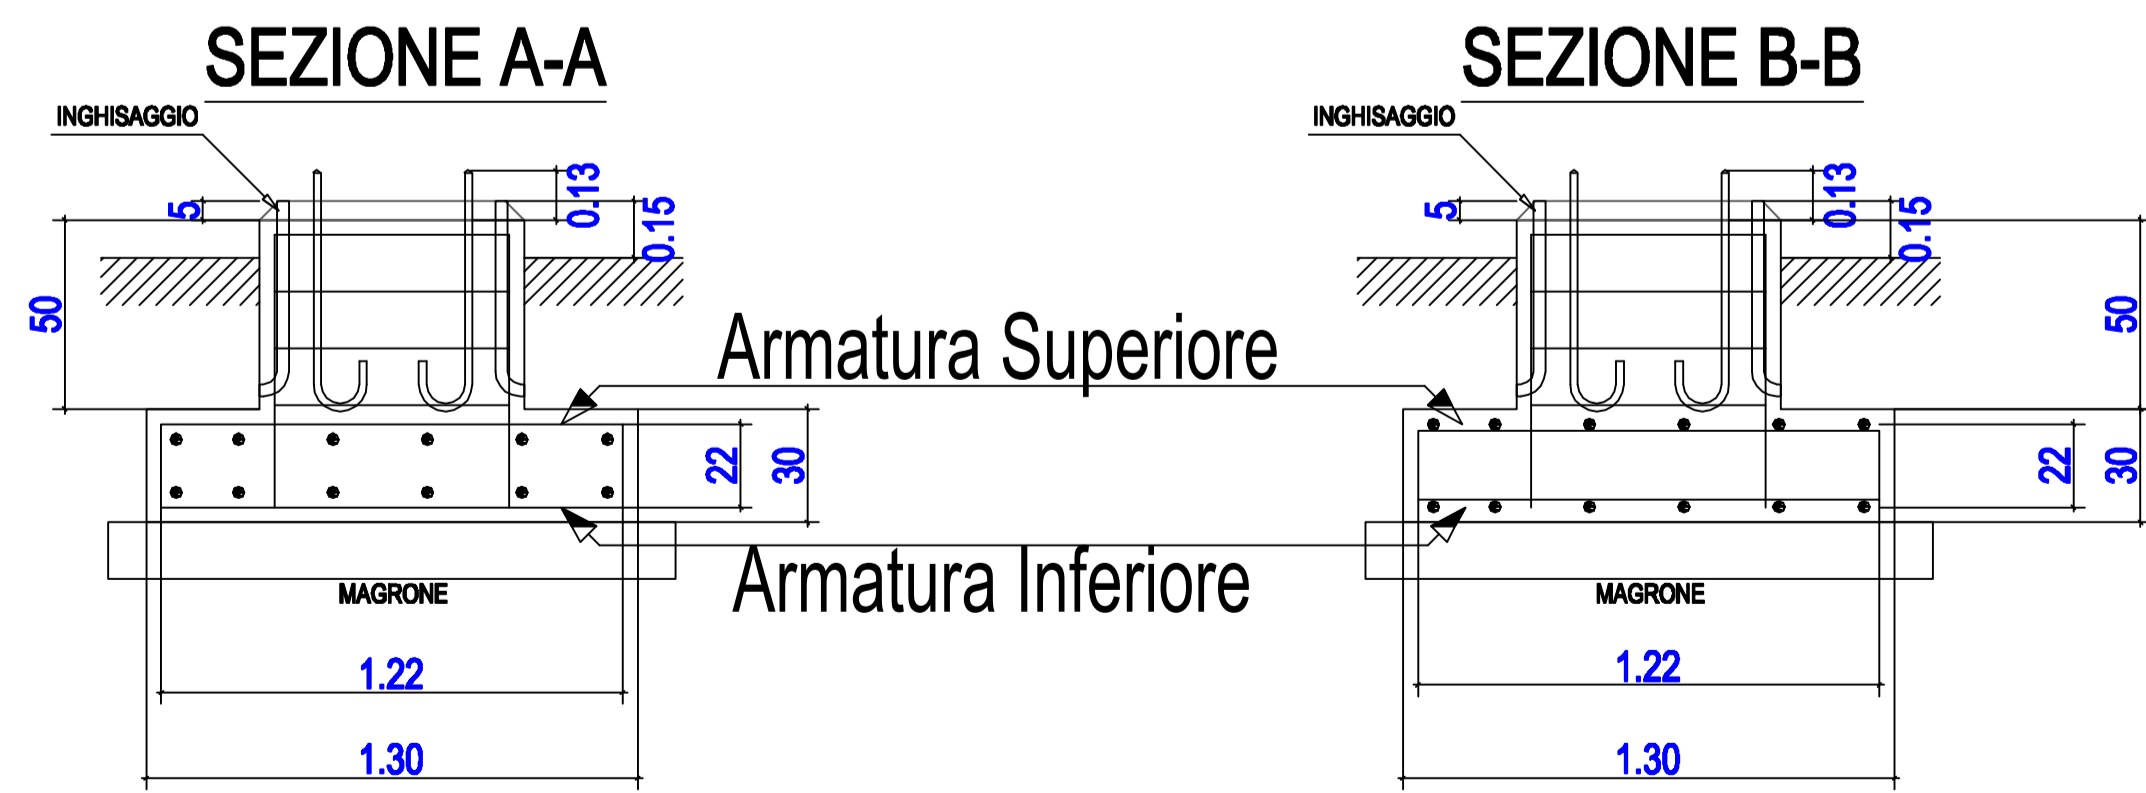 SEZIONE A-A
INGHISAGGIO
5
0.13
0.15
50
22
30
MAGRONE
1.22
1.30
Armatura Superiore
Armatura Inferiore
SEZIONE B-B
INGHISAGGIO
5
0.13
0.15
50
22
30
MAGRONE
1.22
1.30